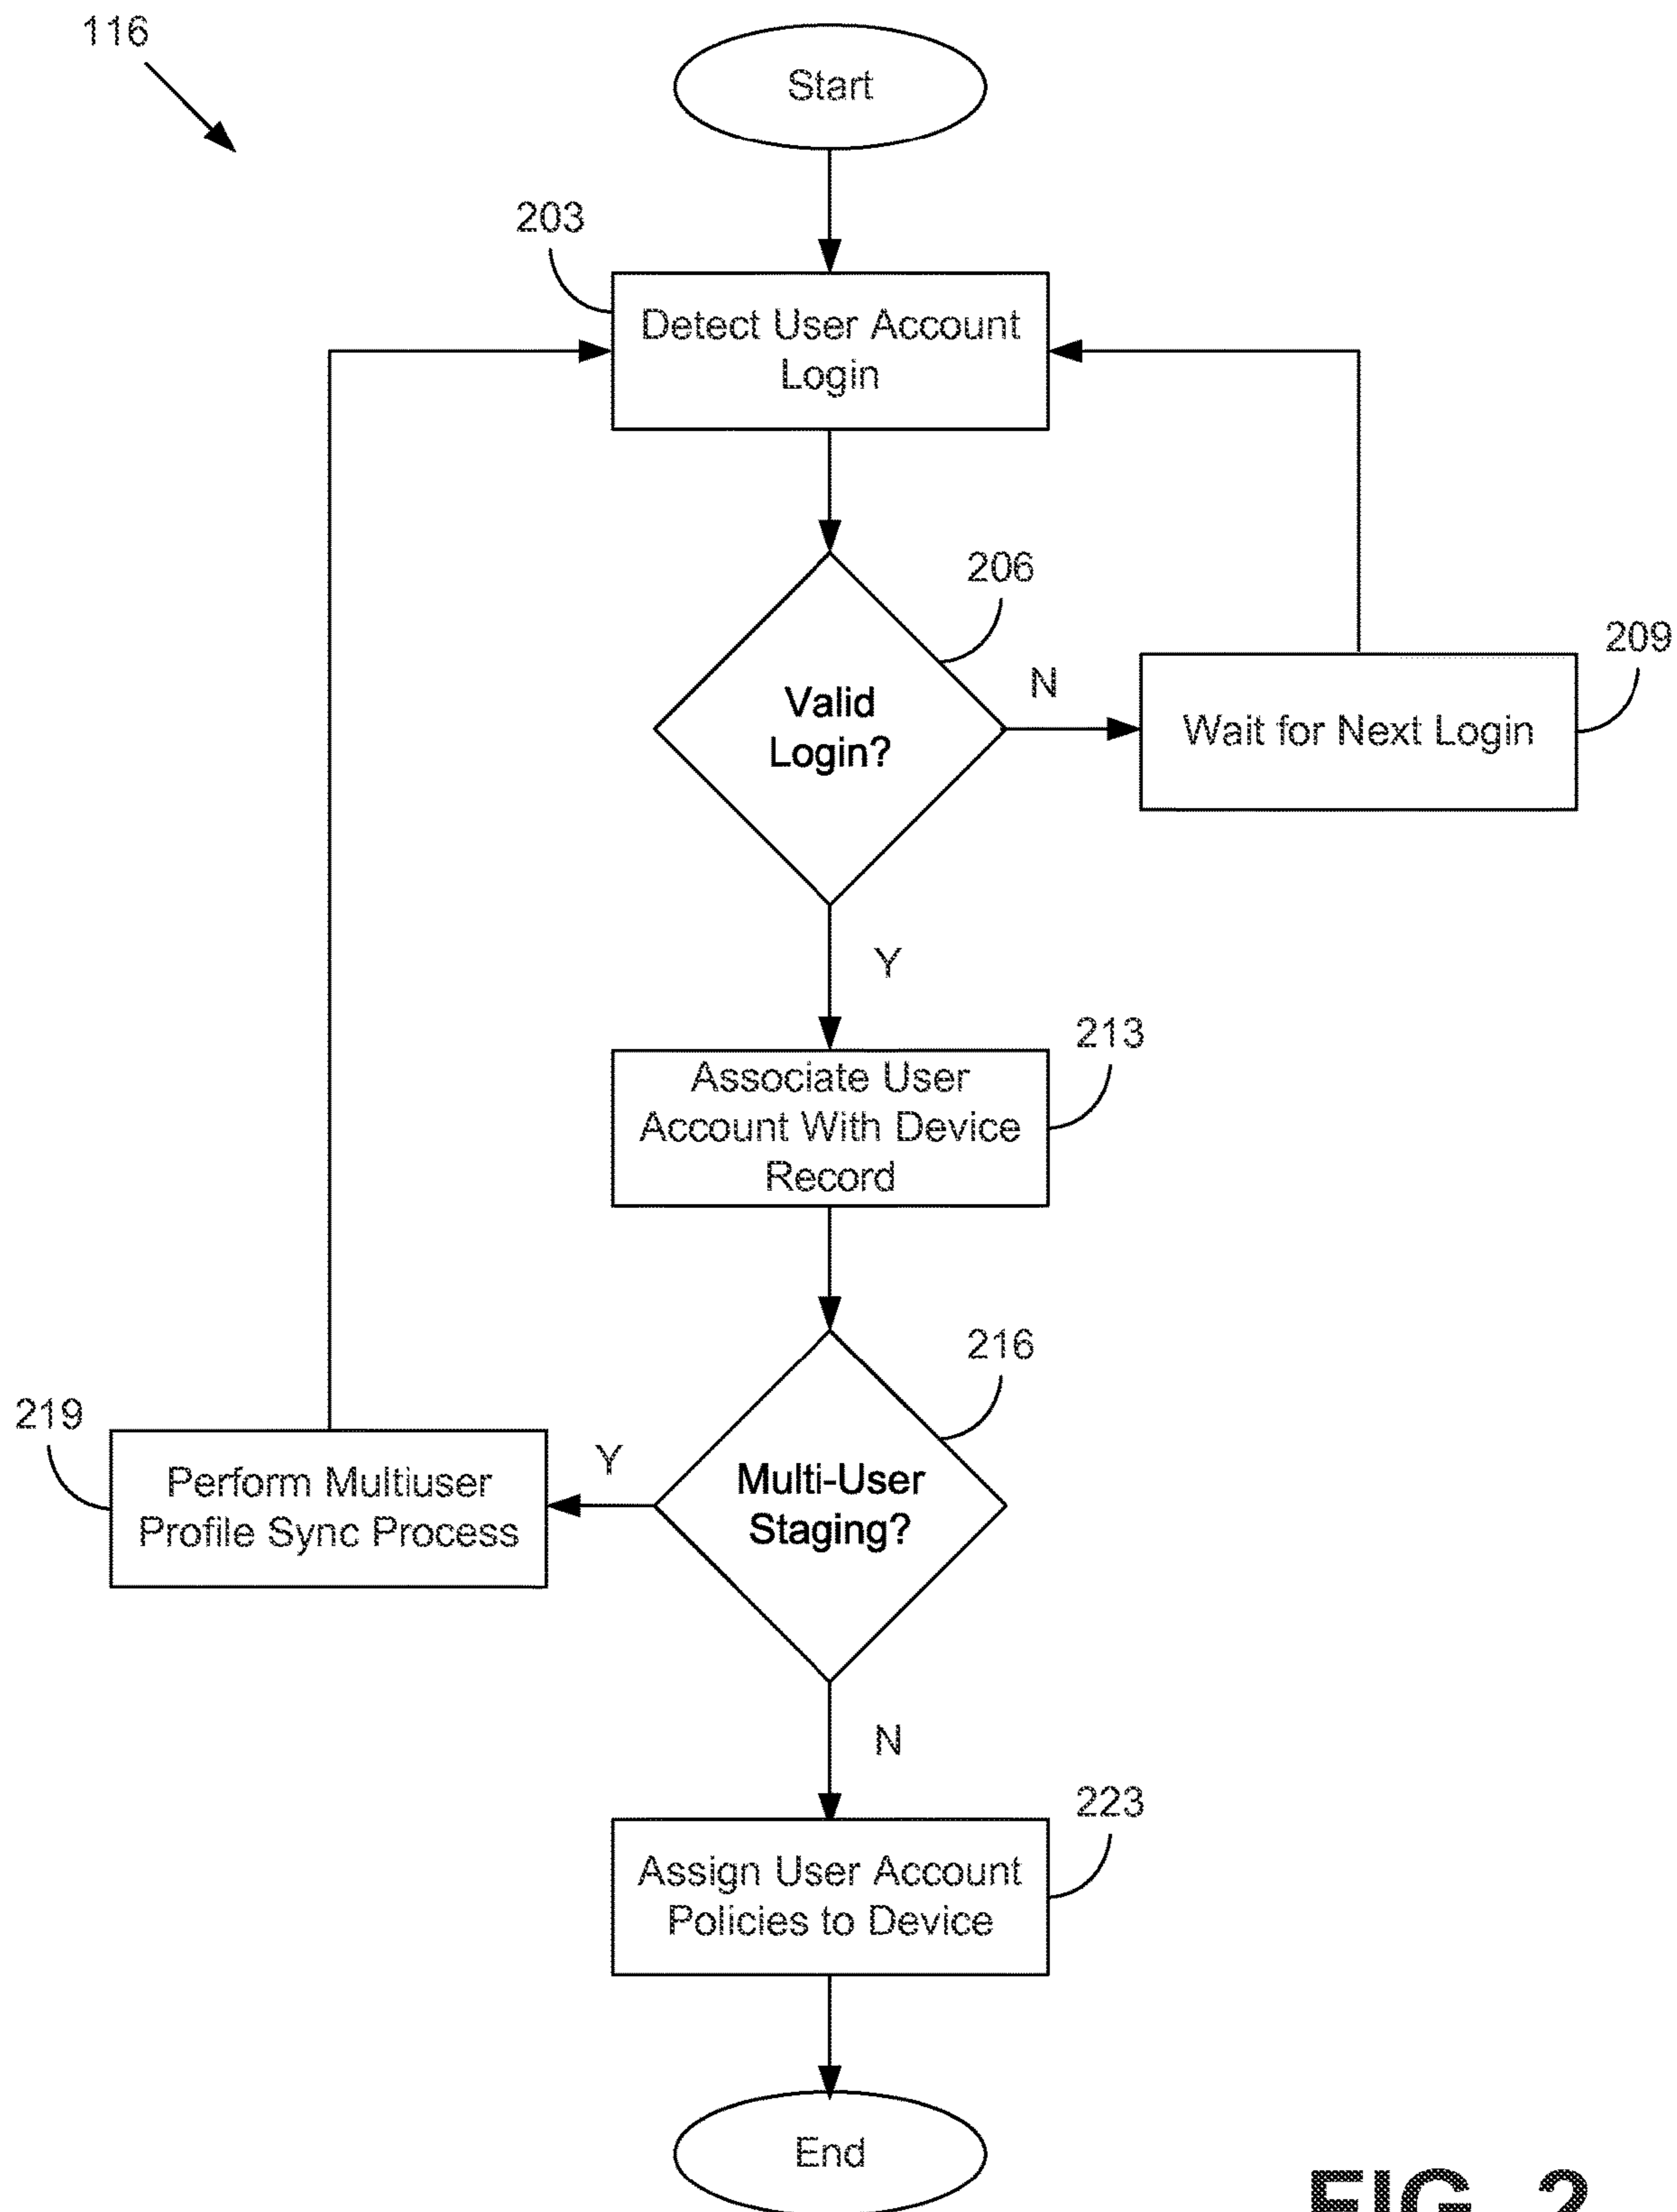 116
Start
203
Detect User Account
Login
206
Valid
Login?
N
209
Wait for Next Login
Y
213
Associate User
Account With Device
Record
216
Multi-User
Staging?
Y
219
Perform Multiuser
Profile Sync Process
N
223
Assign User Account
Policies to Device
End
FIG. 2